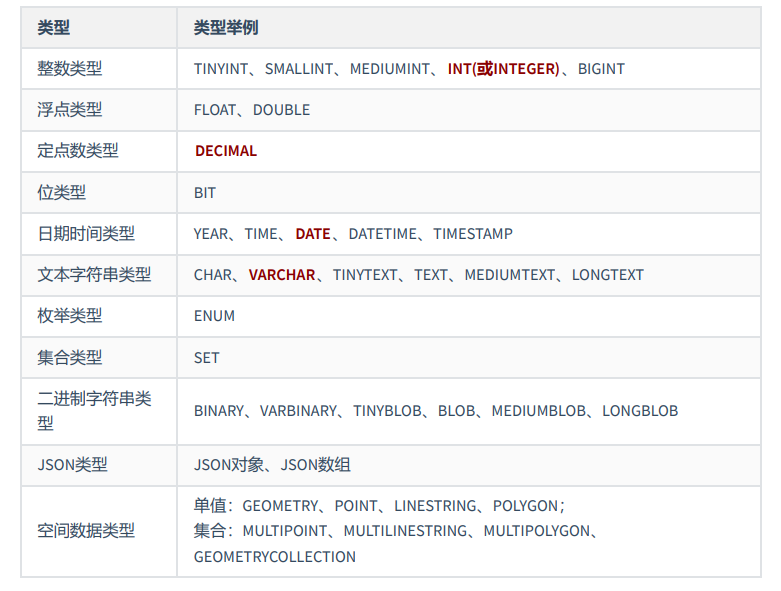 类型 类型举例
整数类型 TINYINT、SMALLINT、MEDIUMINT、INT(或INTEGER)、BIGINT
浮点类型 FLOAT、DOUBLE
定点数类型 DECIMAL
位类型 BIT
日期时间类型 YEAR、TIME、DATE、DATETIME、TIMESTAMP
文本字符串类型 CHAR、VARCHAR、TINYTEXT、TEXT、MEDIUMTEXT、LONGTEXT
枚举类型 ENUM
集合类型 SET
二进制字符串类
型
BINARY、VARBINARY、TINYBLOB、BLOB、MEDIUMBLOB、LONGBLOB
JSON类型 JSON对象、JSON数组
空间数据类型
单值：GEOMETRY、POINT、LINESTRING、POLYGON；
集合：MULTIPOINT、MULTILINESTRING、MULTIPOLYGON、
GEOMETRYCOLLECTION